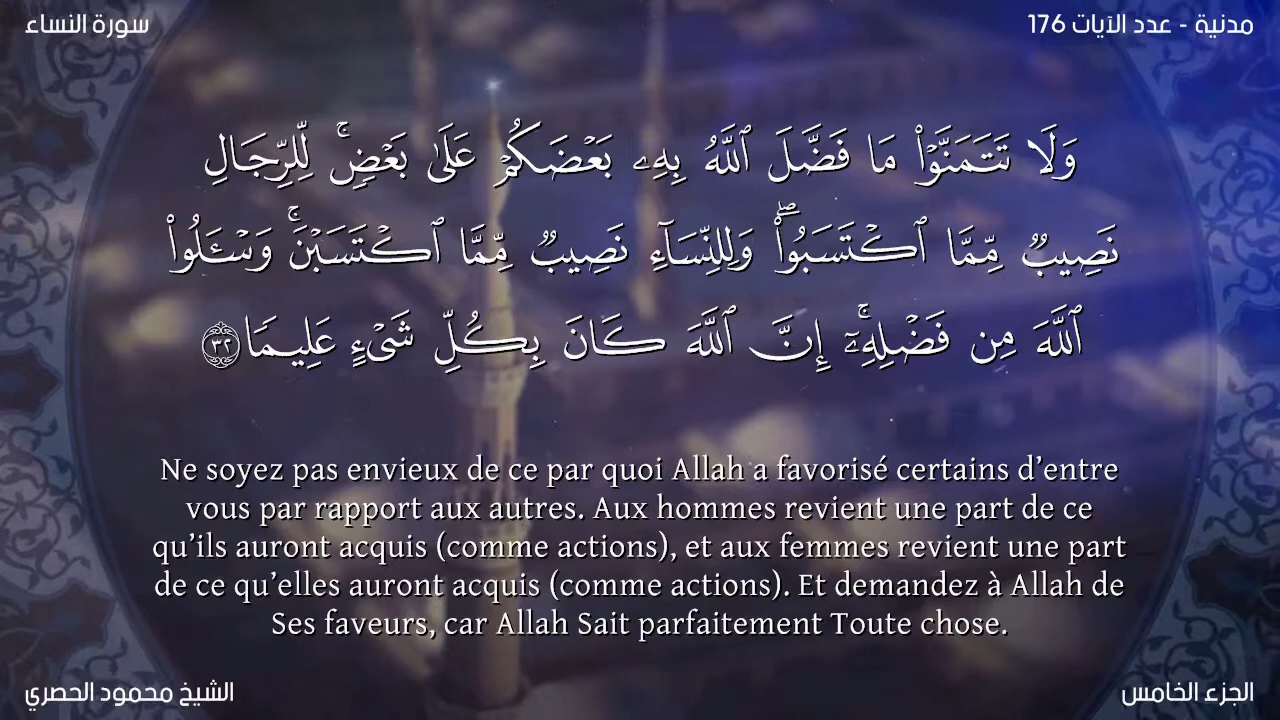 سورة النساء
مدنية - عدد الآيات 176
وَلَا تَتَمَنَّوْا۟ مَا فَضَّلَ ٱللَّهُ بِهِۦ بَعْضَكُمْ عَلَىٰ بَعْضٍۢ ۚ لِّلرِّجَالِ
نَصِيبٌۭ مِّمَّا ٱكْتَسَبُوا۟ ۖ وَلِلنِّسَآءِ نَصِيبٌۭ مِّمَّا ٱكْتَسَبْنَ ۚ وَسْـَٔلُوا۟
ٱللَّهَ مِن فَضْلِهِۦٓ ۗ إِنَّ ٱللَّهَ كَانَ بِكُلِّ شَىْءٍ عَلِيمًۭا ٣٢
Ne soyez pas envieux de ce par quoi Allah a favorisé certains d’entre
vous par rapport aux autres. Aux hommes revient une part de ce
qu’ils auront acquis (comme actions), et aux femmes revient une part
de ce qu’elles auront acquis (comme actions). Et demandez à Allah de
Ses faveurs, car Allah Sait parfaitement Toute chose.
الشيخ محمود الحصري
الجزء الخامس